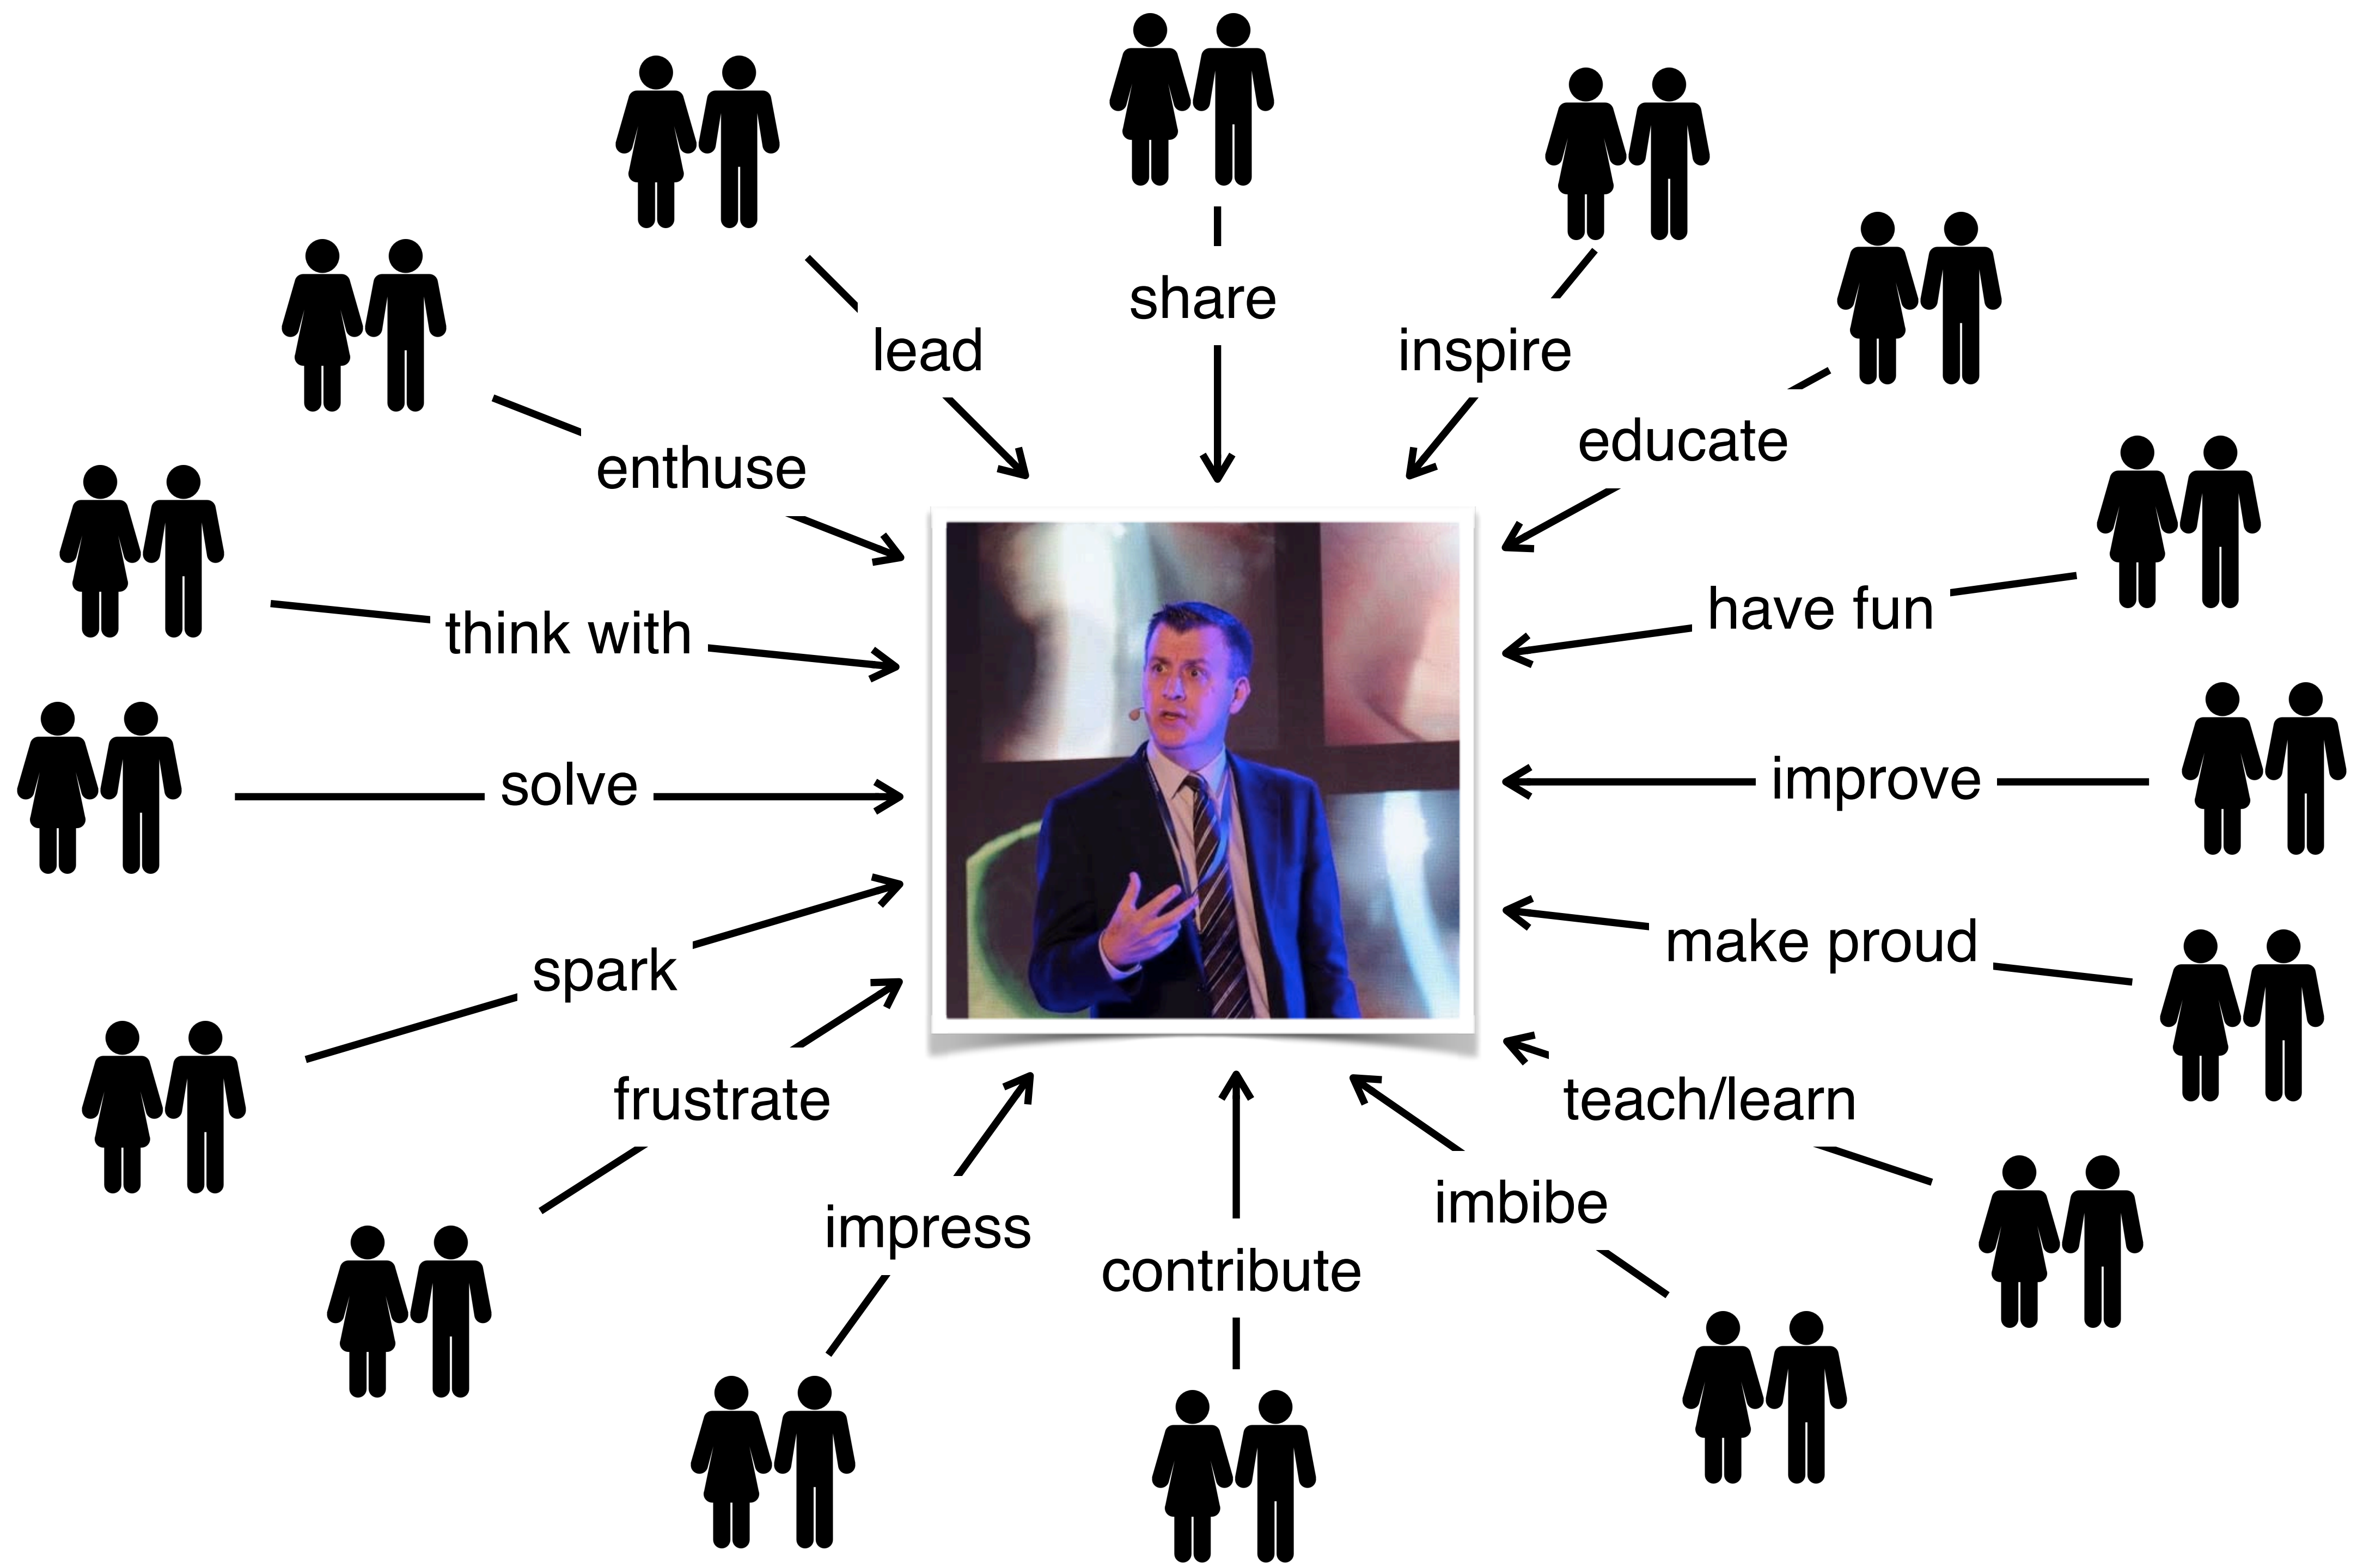 share
lead
inspire
educate
enthuse
have fun
think with
improve
solve
make proud
spark
frustrate
teach/learn
imbibe
impress
contribute